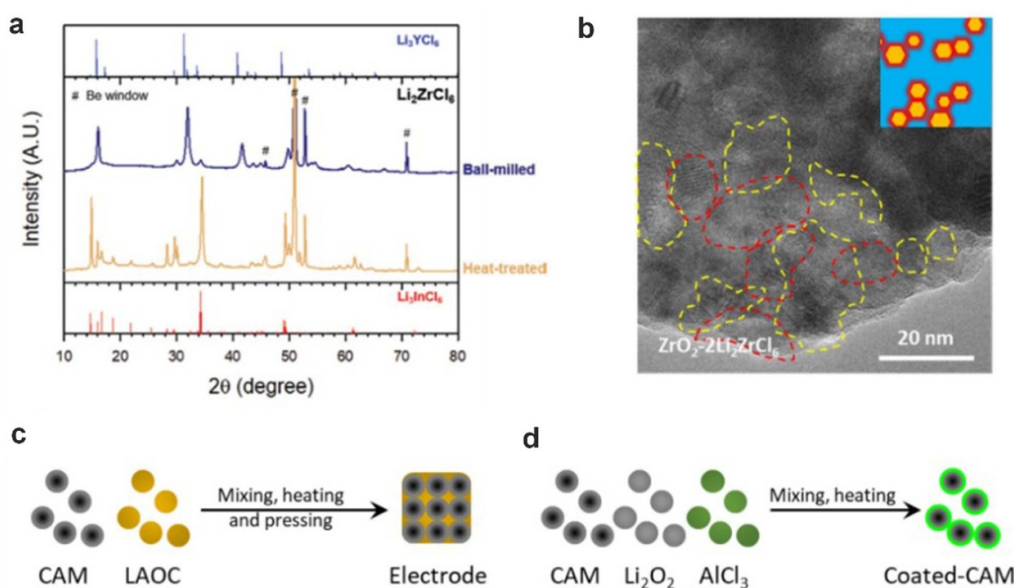 a
Li₃YCl₆
# Be window
Li₂ZrCl₆
#
#
#
#
Ball-milled
Heat-treated
Li₃InCl₆
Intensity (A.U.)
10 20 30 40 50 60 70 80
2θ (degree)
b
ZrO₂-2Li₂ZrCl₆
20 nm
c
Mixing, heating
and pressing
CAM LAOC Electrode
d
Mixing, heating
CAM Li₂O₂ AlCl₃ Coated-CAM